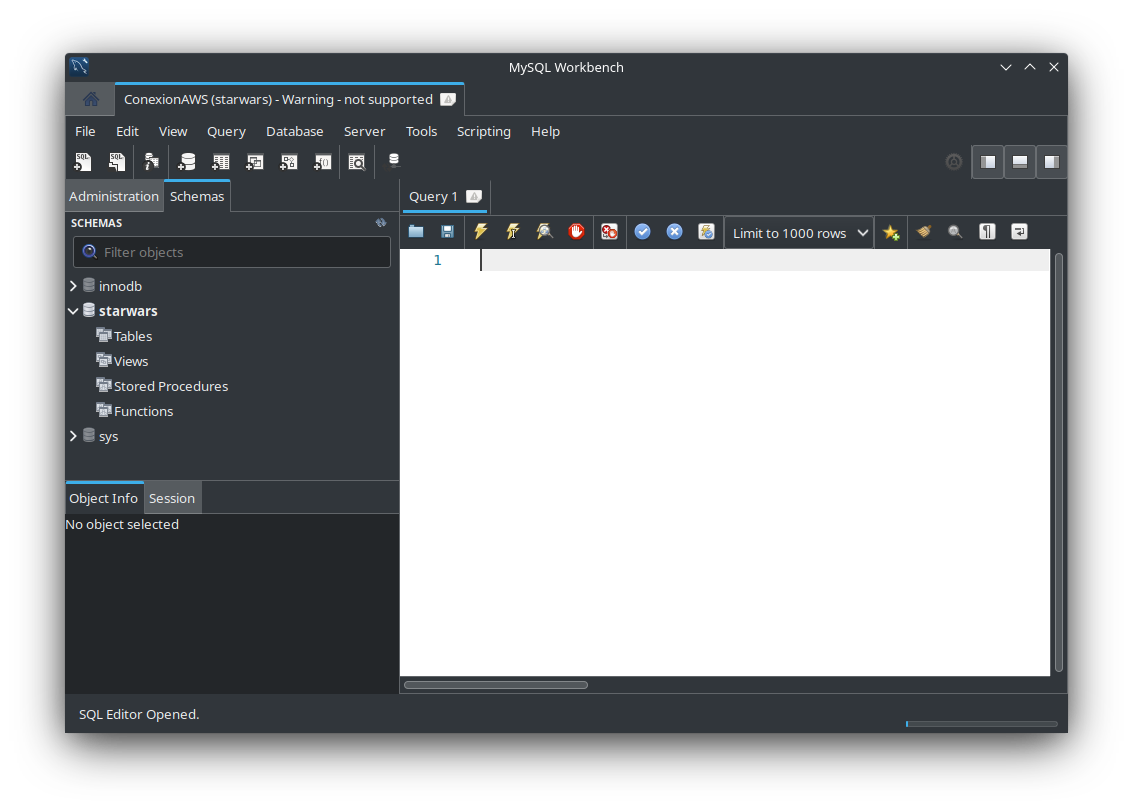 MySQL Workbench
ConexionAWS (starwars) - Warning - not supported
File Edit View Query Database Server Tools Scripting Help
Administration Schemas
Query 1
SCHEMAS
Limit to 1000 rows
Filter objects
1
innodb
starwars
Tables
Views
Stored Procedures
Functions
sys
Object Info Session
No object selected
SQL Editor Opened.